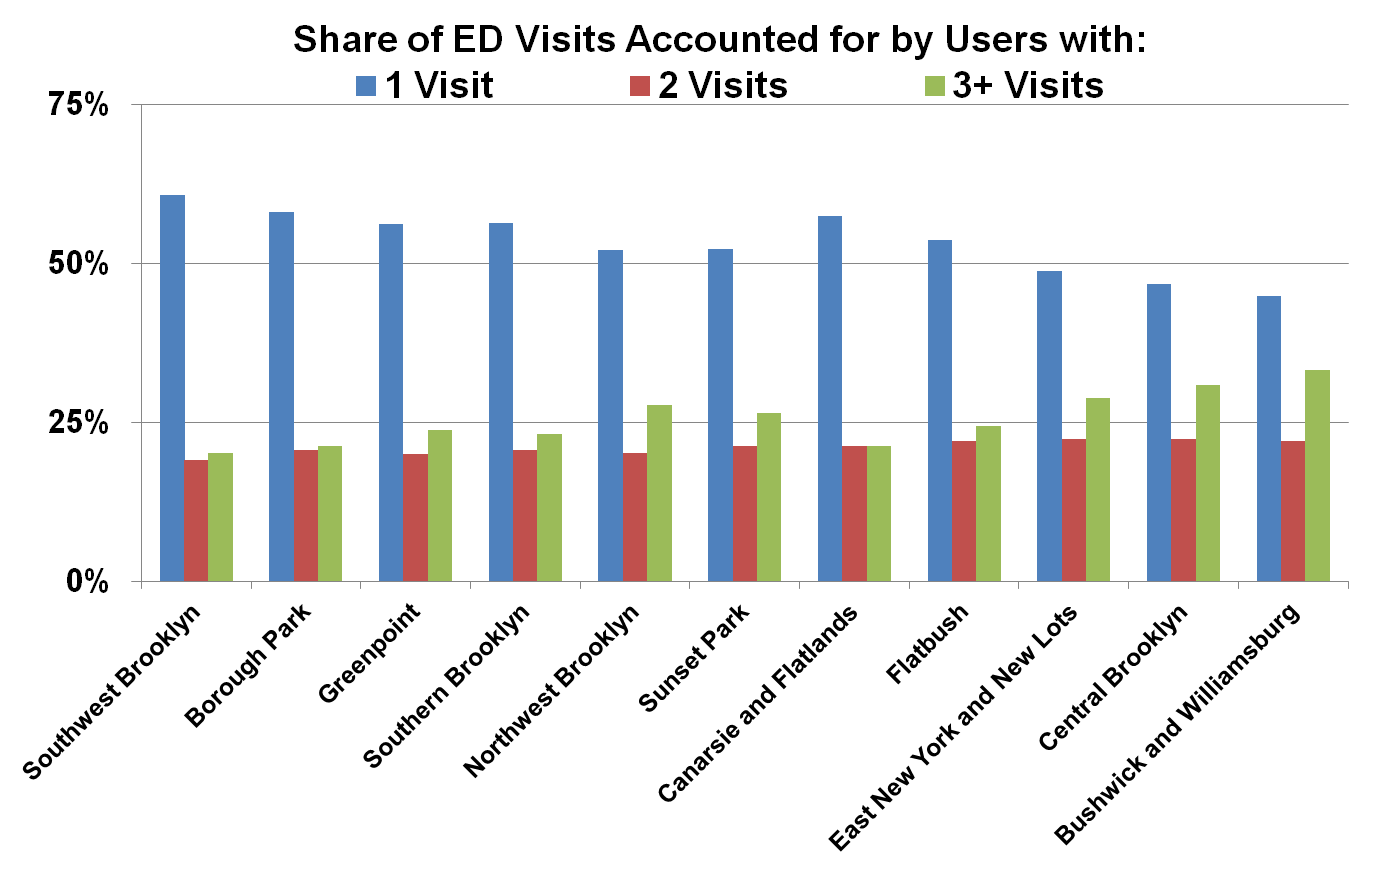 Share of ED Visits Accounted for by Users with:
1 Visit 2 Visits 3+ Visits
75%
50%
25%
0%
Southwest Brooklyn
Borough Park
Greenpoint
Southern Brooklyn
Northwest Brooklyn
Sunset Park
Canarsie and Flatlands
Flatbush
East New York and New Lots
Central Brooklyn
Bushwick and Williamsburg